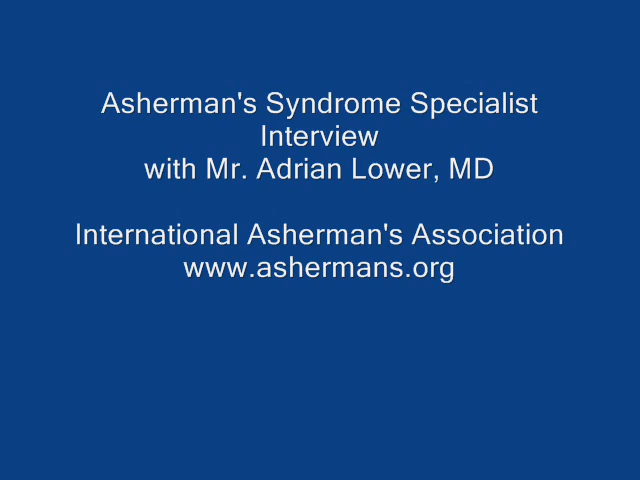 Asherman's Syndrome Specialist
Interview
with Mr. Adrian Lower, MD
International Asherman's Association
www.ashermans.org